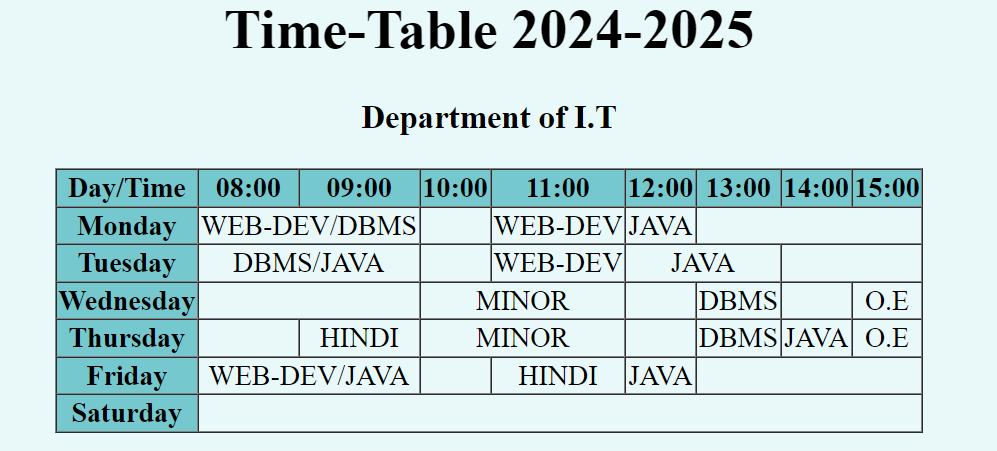 Time-Table 2024-2025
Department of I.T
Day/Time 08:00 09:00 10:00 11:00 12:00 13:00 14:00 15:00
Monday WEB-DEV/DBMS WEB-DEV JAVA
Tuesday DBMS/JAVA WEB-DEV JAVA
Wednesday MINOR DBMS O.E
Thursday HINDI MINOR DBMS JAVA O.E
Friday WEB-DEV/JAVA HINDI JAVA
Saturday